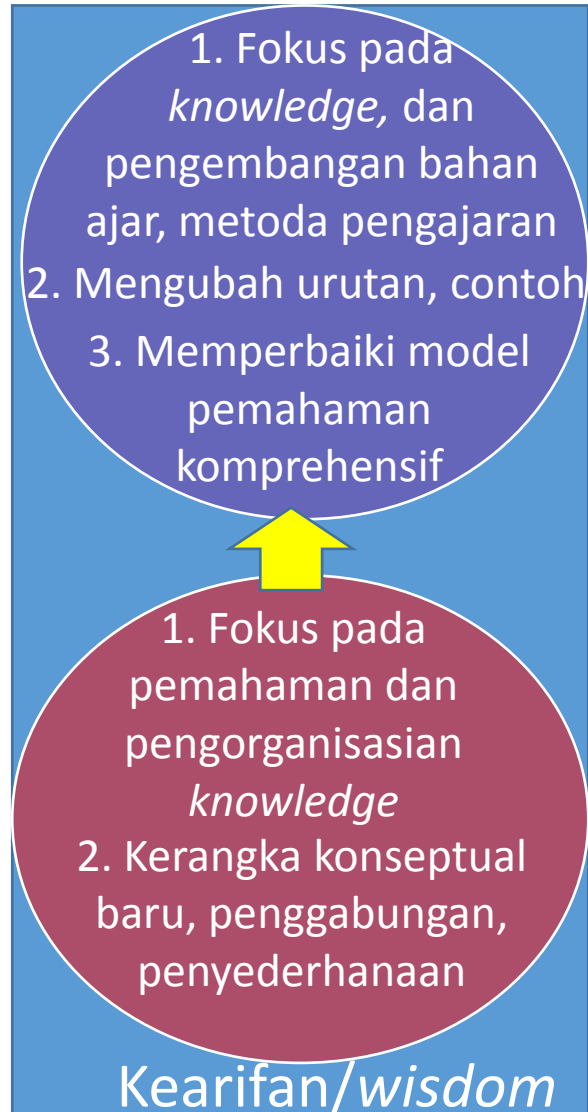 1. Fokus pada
knowledge, dan
pengembangan bahan
ajar, metoda pengajaran
2. Mengubah urutan, contoh
3. Memperbaiki model
pemahaman
komprehensif
1. Fokus pada
pemahaman dan
pengorganisasian
knowledge
2. Kerangka konseptual
baru, penggabungan,
penyederhanaan
Kearifan/wisdom